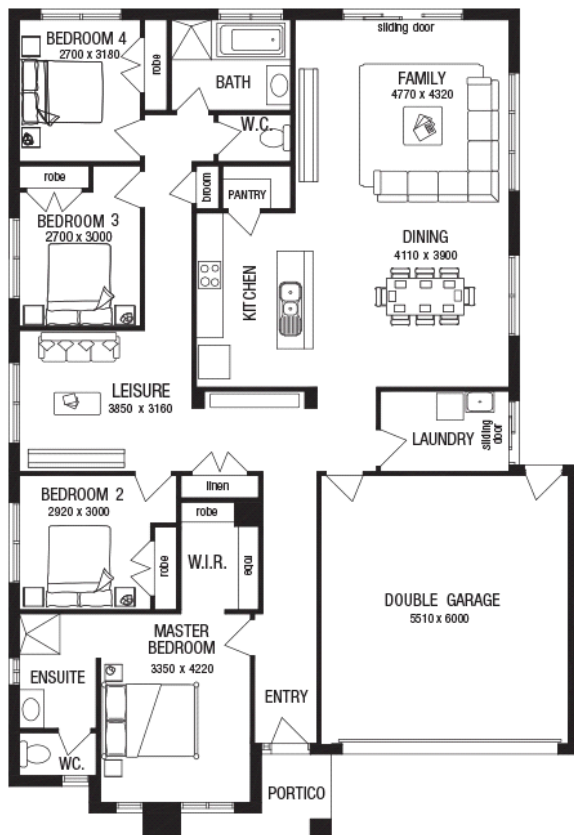 BEDROOM 4
2700 x 3180
robe
BATH
W.C.
sliding door
FAMILY
4770 x 4320
robe
BEDROOM 3
2700 x 3000
broom
PANTRY
KITCHEN
DINING
4110 x 3900
LEISURE
3850 x 3160
LAUNDRY
sliding
door
linen
BEDROOM 2
2920 x 3000
robe
robe
W.I.R.
robe
DOUBLE GARAGE
5510 x 6000
MASTER
BEDROOM
3350 x 4220
ENSUITE
WC.
ENTRY
PORTICO